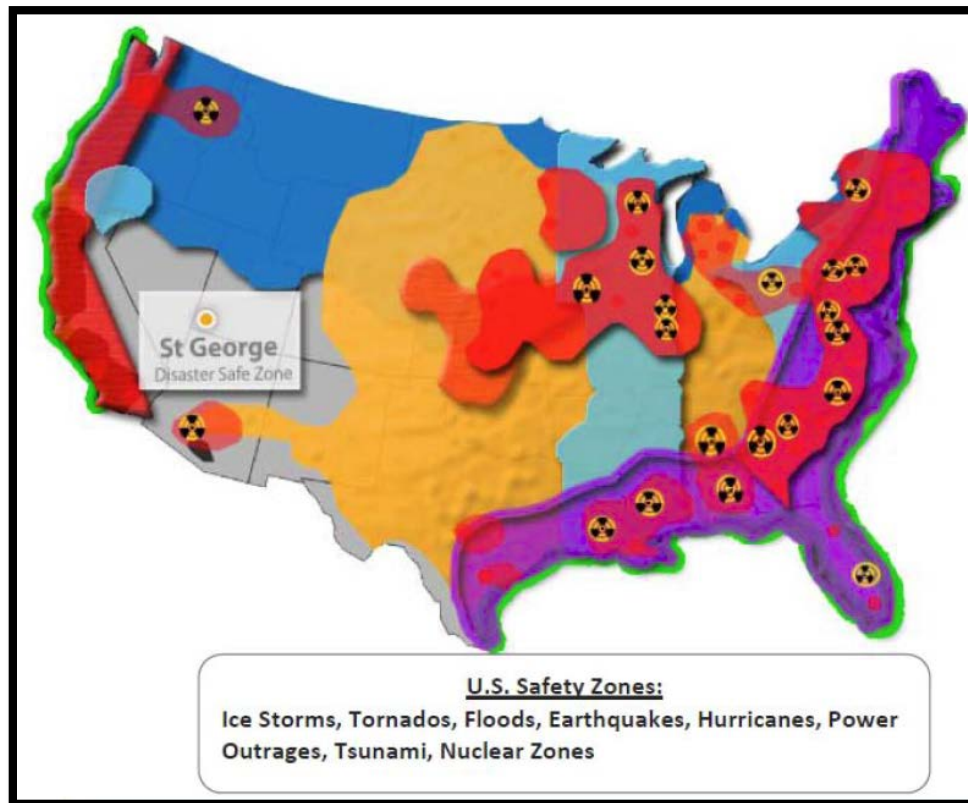 St George
Disaster Safe Zone
U.S. Safety Zones:
Ice Storms, Tornados, Floods, Earthquakes, Hurricanes, Power
Outrages, Tsunami, Nuclear Zones